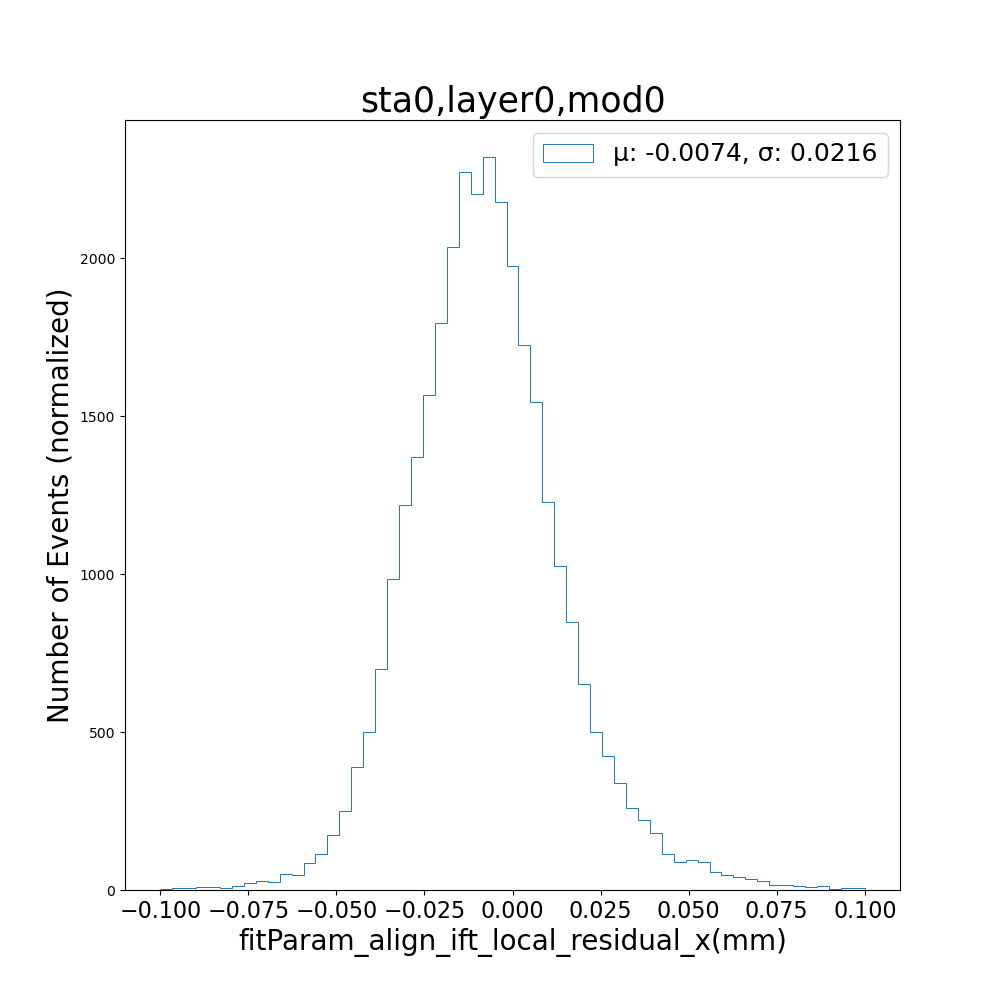 sta0,layer0,mod0
μ: -0.0074, σ: 0.0216
Number of Events (normalized)
2000
1500
1000
500
0
−0.100 −0.075 −0.050 −0.025 0.000 0.025 0.050 0.075 0.100
fitParam_align_ift_local_residual_x(mm)